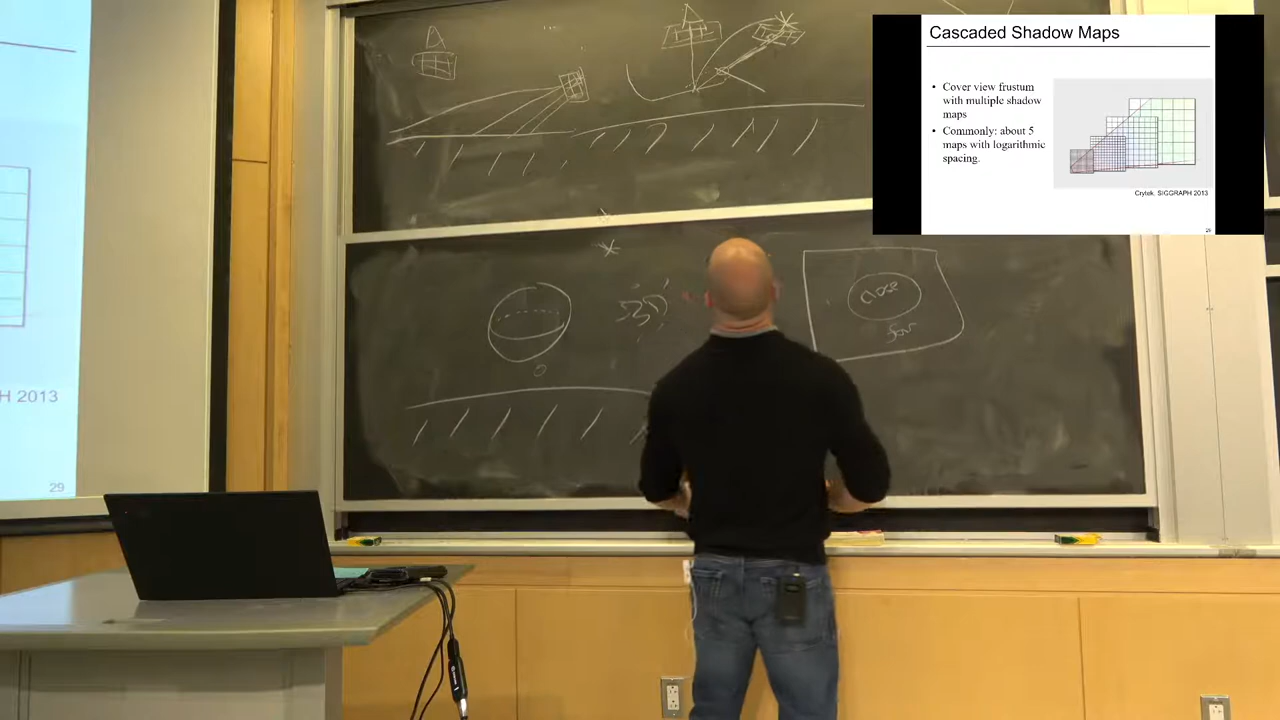 Cascaded Shadow Maps
• Cover view frustum
with multiple shadow
maps
• Commonly: about 5
maps with logarithmic
spacing.
Crytek, SIGGRAPH 2013
close
far
PH 2013
29